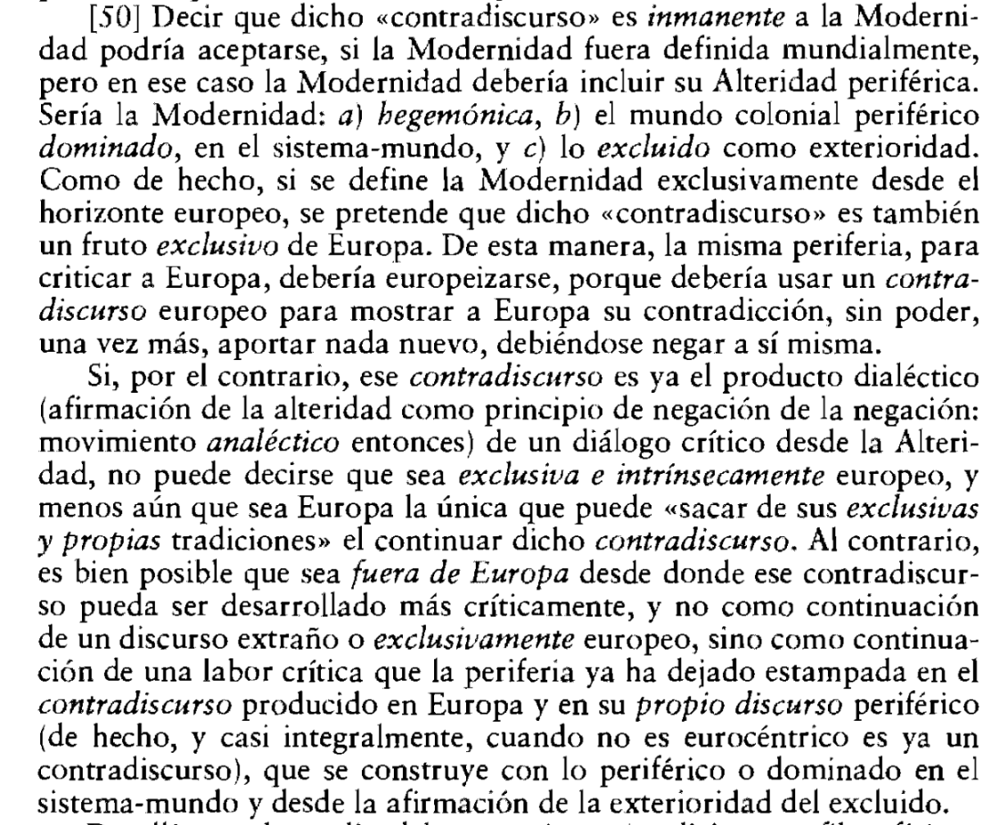 [50] Decir que dicho «contradiscurso» es inmanente a la Moderni-
dad podría aceptarse, si la Modernidad fuera definida mundialmente,
pero en ese caso la Modernidad debería incluir su Alteridad periférica.
Sería la Modernidad: a) hegemónica, b) el mundo colonial periférico
dominado, en el sistema-mundo, y c) lo excluido como exterioridad.
Como de hecho, si se define la Modernidad exclusivamente desde el
horizonte europeo, se pretende que dicho «contradiscurso» es también
un fruto exclusivo de Europa. De esta manera, la misma periferia, para
criticar a Europa, debería europeizarse, porque debería usar un contra-
discurso europeo para mostrar a Europa su contradicción, sin poder,
una vez más, aportar nada nuevo, debiéndose negar a sí misma.
Si, por el contrario, ese contradiscurso es ya el producto dialéctico
(afirmación de la alteridad como principio de negación de la negación:
movimiento analéctico entonces) de un diálogo crítico desde la Alteri-
dad, no puede decirse que sea exclusiva e intrínsecamente europeo, y
menos aún que sea Europa la única que puede «sacar de sus exclusivas
y propias tradiciones» el continuar dicho contradiscurso. Al contrario,
es bien posible que sea fuera de Europa desde donde ese contradiscur-
so pueda ser desarrollado más críticamente, y no como continuación
de un discurso extraño o exclusivamente europeo, sino como continua-
ción de una labor crítica que la periferia ya ha dejado estampada en el
contradiscurso producido en Europa y en su propio discurso periférico
(de hecho, y casi integralmente, cuando no es eurocéntrico es ya un
contradiscurso), que se construye con lo periférico o dominado en el
sistema-mundo y desde la afirmación de la exterioridad del excluido.